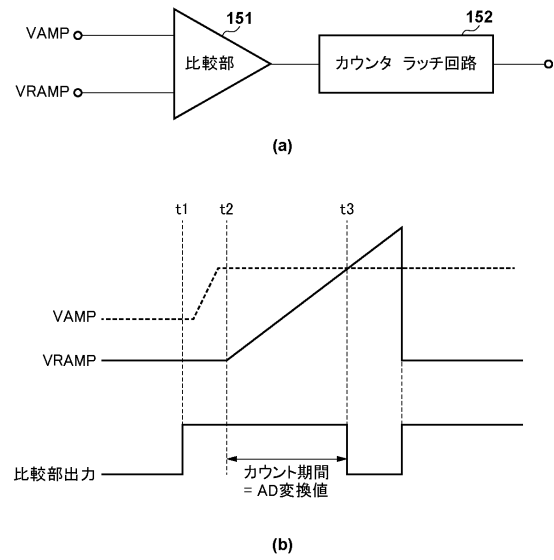 151
152
VAMP
VRAMP
比較部
カウンタ ラッチ回路
(a)
t1 t2 t3
VAMP
VRAMP
比較部出力
カウント期間
= AD変換値
(b)